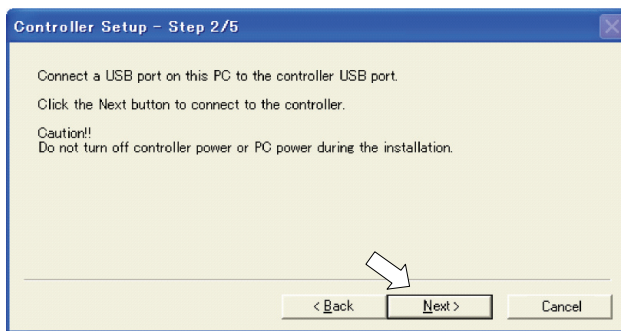 Controller Setup - Step 2/5
Connect a USB port on this PC to the controller USB port.
Click the Next button to connect to the controller.
Caution!!
Do not turn off controller power or PC power during the installation.
< Back
Next >
Cancel